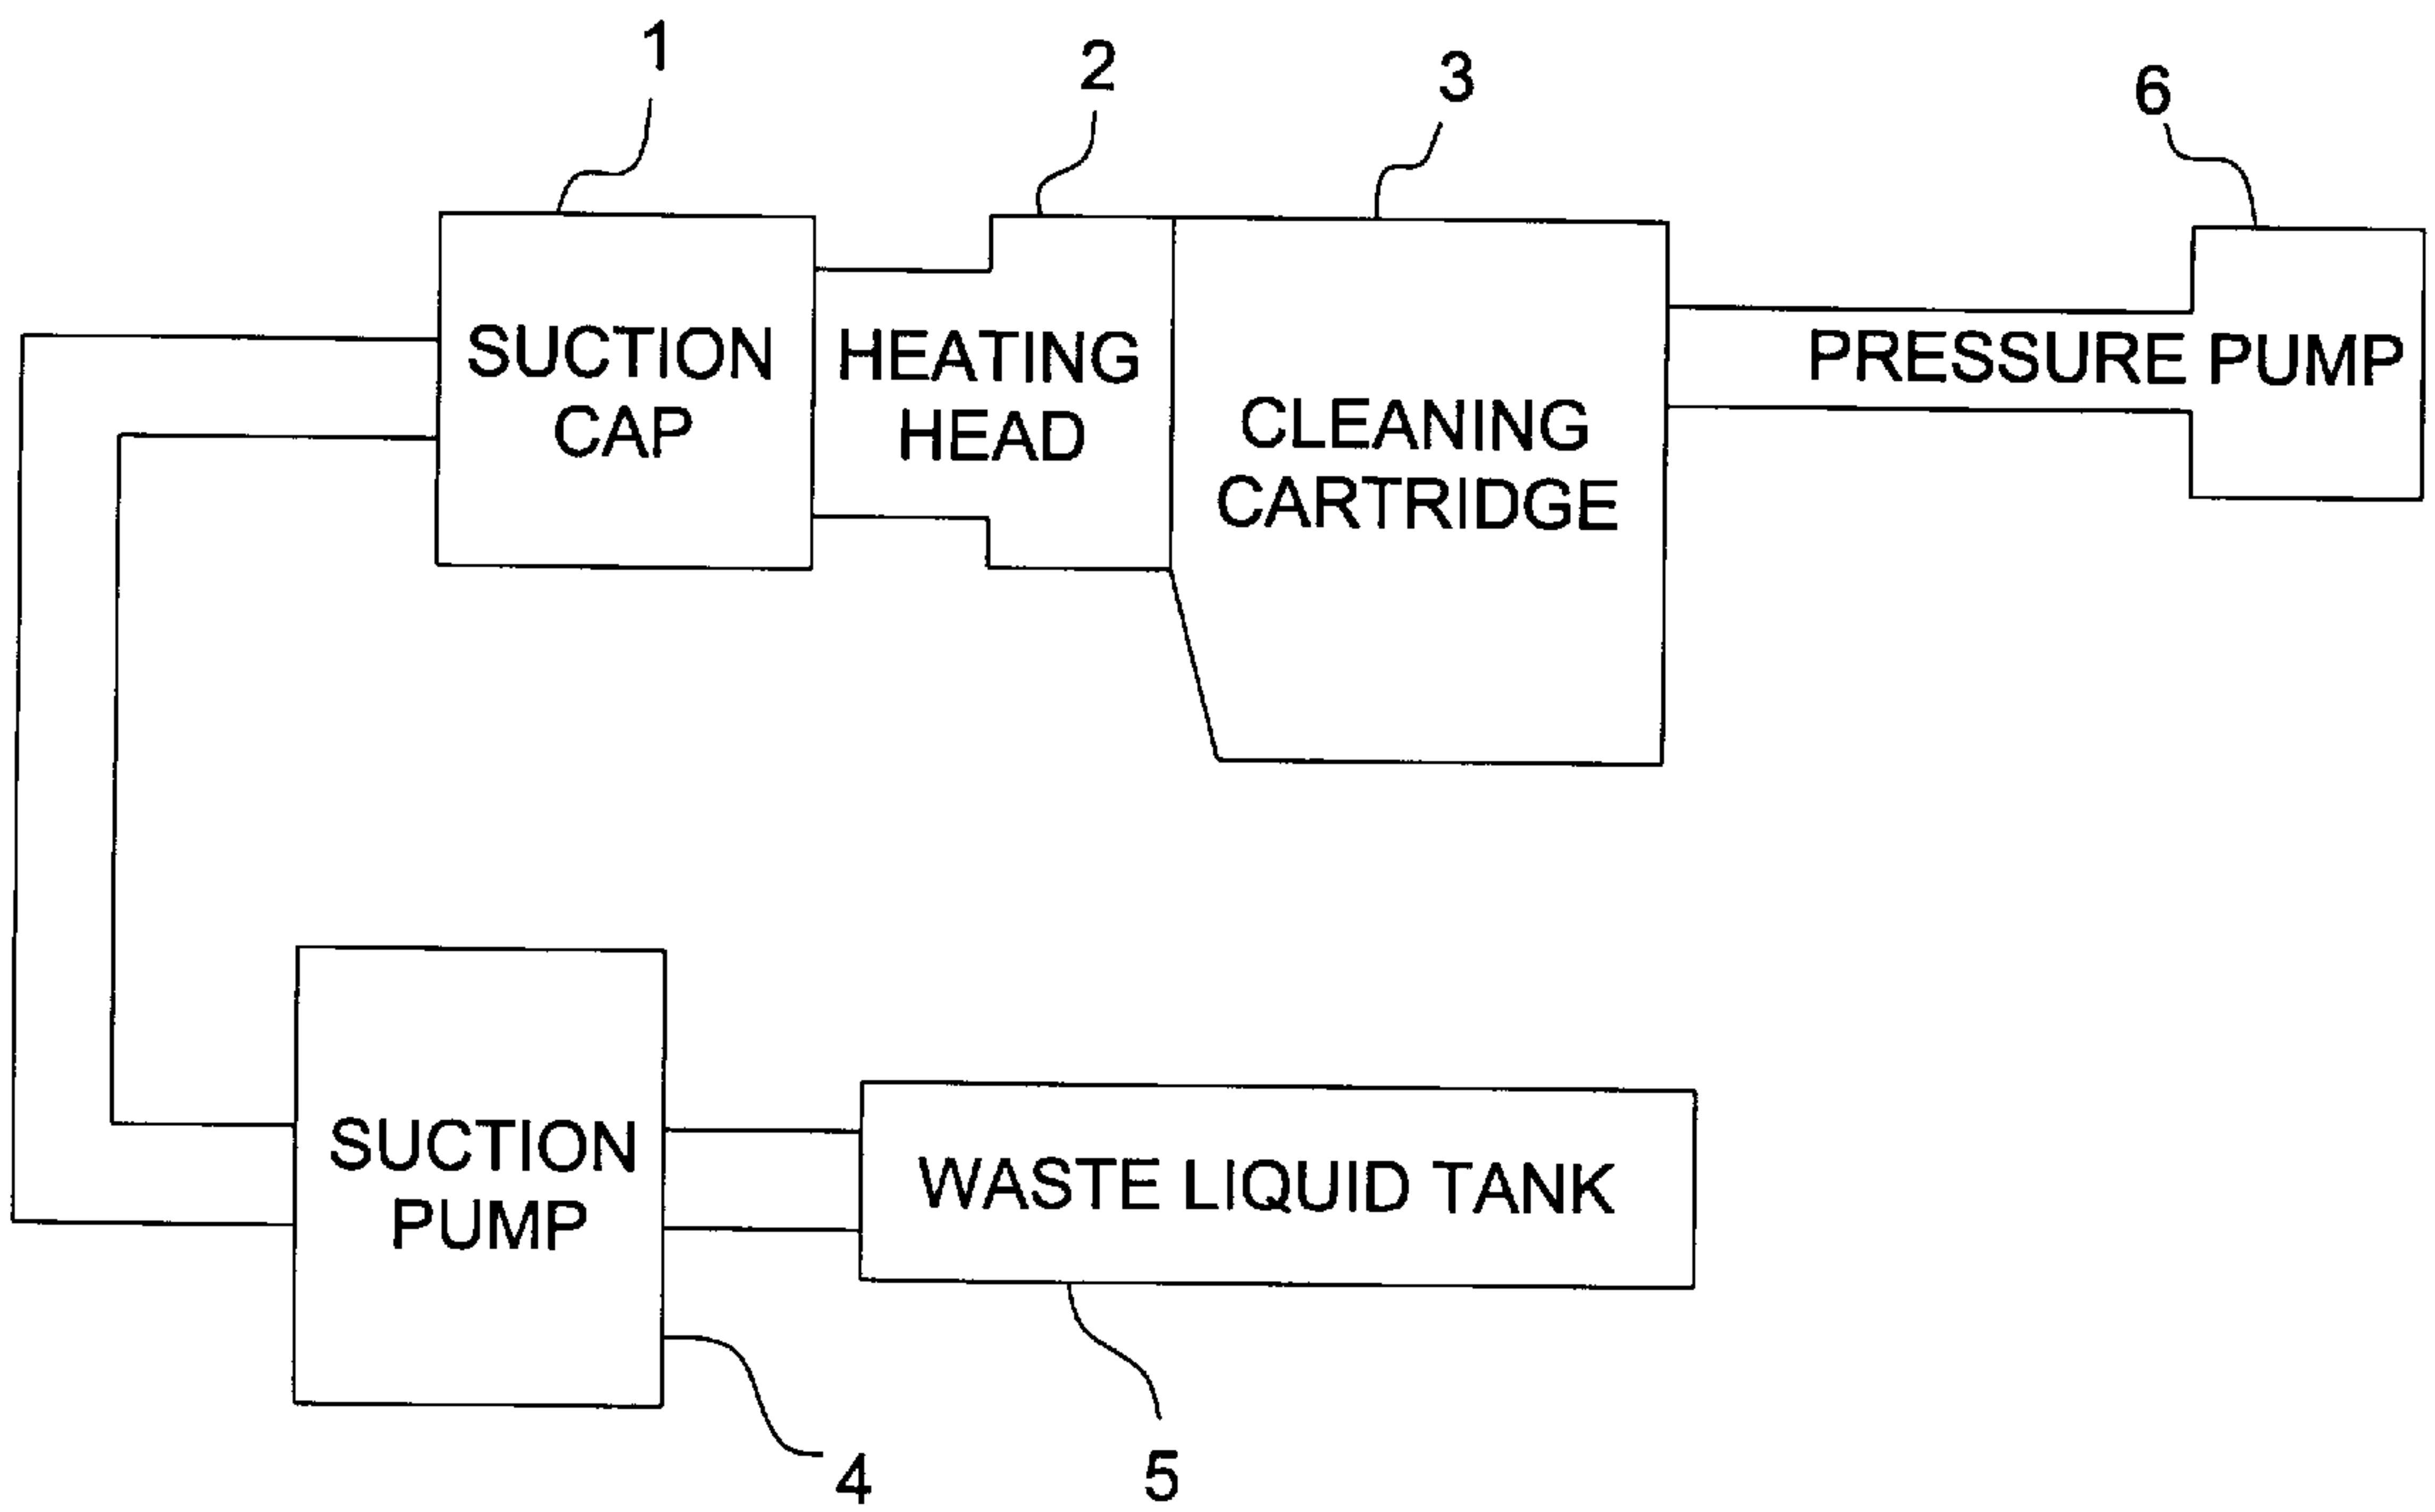 1
2
3
6
SUCTION
CAP
HEATING
HEAD
CLEANING
CARTRIDGE
PRESSURE PUMP
SUCTION
PUMP
WASTE LIQUID TANK
4
5